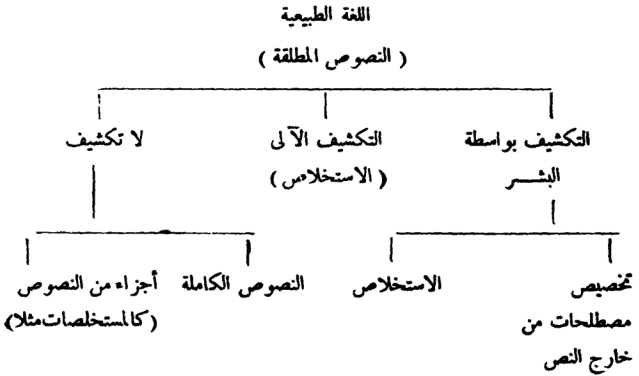 اللغة الطبيعية
( النصوص المطلقة )
التكشيف بواسطة
البشـــر
التكشيف الآلى
( الاستخلاص )
لا تكشيف
تخصيص
مصطلحات من
خارج النص
الاستخلاص
النصوص الكاملة
أجزاء من النصوص
(كالمستخلصات مثلا)